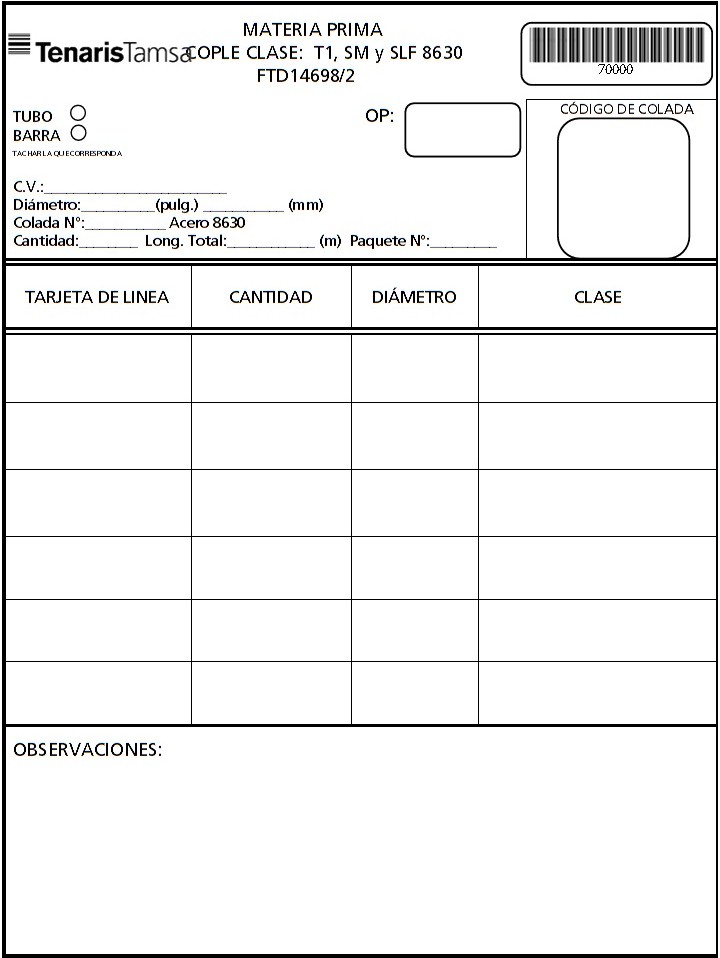 MATERIA PRIMA
TenarisTamsa
COPLE CLASE: T1, SM y SLF 8630
FTD14698/2
70000
TUBO
BARRA
TACHAR LA QUE CORRESPONDA
OP:
CÓDIGO DE COLADA
C.V.:______________________
Diámetro:_________(pulg.) __________ (mm)
Colada N°:__________ Acero 8630
Cantidad:_______ Long. Total:___________ (m) Paquete N°:________
TARJETA DE LINEA CANTIDAD DIÁMETRO CLASE
OBSERVACIONES: